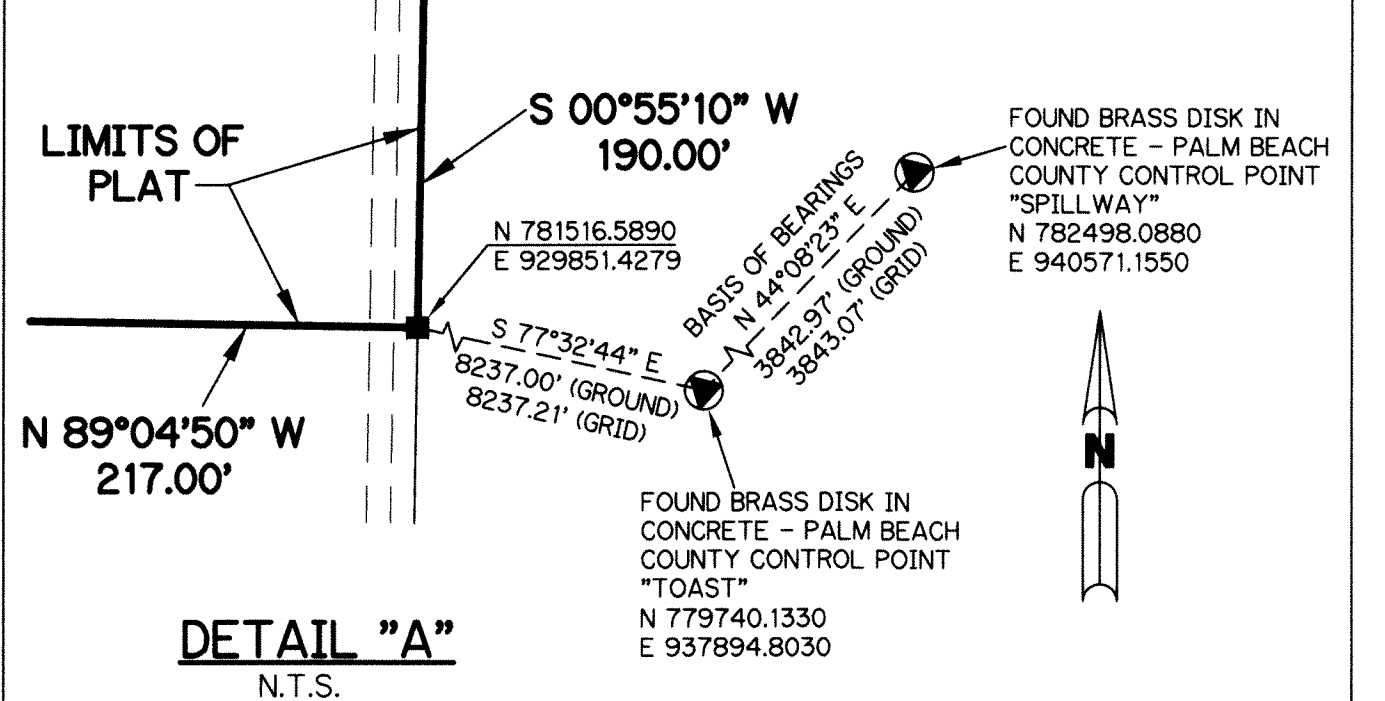 LIMITS OF
PLAT
S 00°55'10" W
190.00'
N 781516.5890
E 929851.4279
N 89°04'50" W
217.00'
S 77°32'44" E
8237.00' (GROUND)
8237.21' (GRID)
BASIS OF BEARINGS
N 44°08'23" E
3842.97' (GROUND)
3843.07' (GRID)
FOUND BRASS DISK IN
CONCRETE - PALM BEACH
COUNTY CONTROL POINT
"SPILLWAY"
N 782498.0880
E 940571.1550
N
FOUND BRASS DISK IN
CONCRETE - PALM BEACH
COUNTY CONTROL POINT
"TOAST"
N 779740.1330
E 937894.8030
DETAIL "A"
N.T.S.